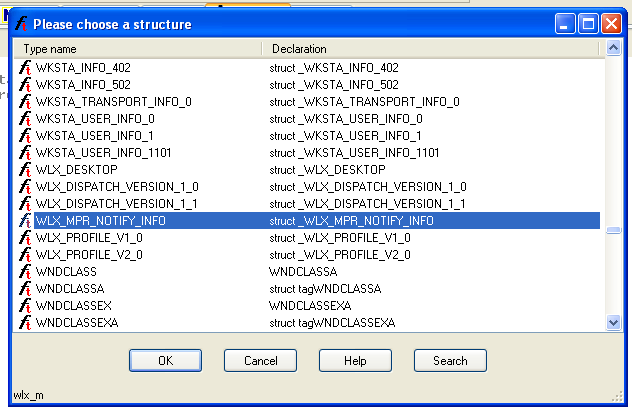 Please choose a structure
Type name Declaration
WKSTA_INFO_402 struct _WKSTA_INFO_402
WKSTA_INFO_502 struct _WKSTA_INFO_502
WKSTA_TRANSPORT_INFO_0 struct _WKSTA_TRANSPORT_INFO_0
WKSTA_USER_INFO_0 struct _WKSTA_USER_INFO_0
WKSTA_USER_INFO_1 struct _WKSTA_USER_INFO_1
WKSTA_USER_INFO_1101 struct _WKSTA_USER_INFO_1101
WLX_DESKTOP struct _WLX_DESKTOP
WLX_DISPATCH_VERSION_1_0 struct _WLX_DISPATCH_VERSION_1_0
WLX_DISPATCH_VERSION_1_1 struct _WLX_DISPATCH_VERSION_1_1
WLX_MPR_NOTIFY_INFO struct _WLX_MPR_NOTIFY_INFO
WLX_PROFILE_V1_0 struct _WLX_PROFILE_V1_0
WLX_PROFILE_V2_0 struct _WLX_PROFILE_V2_0
WNDCLASS WNDCLASSA
WNDCLASSA struct tagWNDCLASSA
WNDCLASSEX WNDCLASSEXA
WNDCLASSEXA struct tagWNDCLASSEXA
OK Cancel Help Search
wlx_m